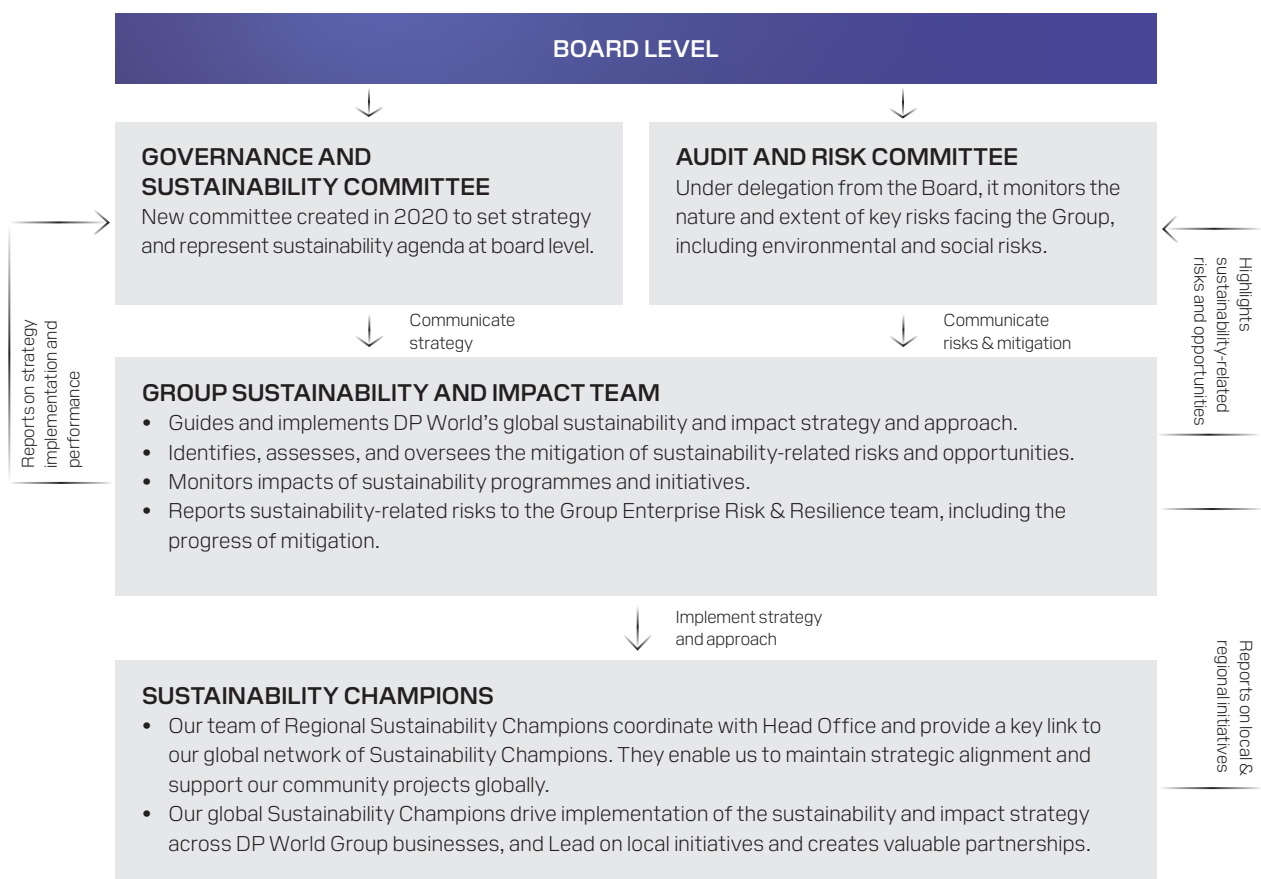 BOARD LEVEL
GOVERNANCE AND
SUSTAINABILITY COMMITTEE
New committee created in 2020 to set strategy
and represent sustainability agenda at board level.
AUDIT AND RISK COMMITTEE
Under delegation from the Board, it monitors the
nature and extent of key risks facing the Group,
including environmental and social risks.
Reports on strategy
implementation and
performance
Highlights
sustainability-related
risks and opportunities
Communicate
strategy
Communicate
risks & mitigation
GROUP SUSTAINABILITY AND IMPACT TEAM
• Guides and implements DP World's global sustainability and impact strategy and approach.
• Identifies, assesses, and oversees the mitigation of sustainability-related risks and opportunities.
• Monitors impacts of sustainability programmes and initiatives.
• Reports sustainability-related risks to the Group Enterprise Risk & Resilience team, including the
progress of mitigation.
Implement strategy
and approach
Reports on local &
regional initiatives
SUSTAINABILITY CHAMPIONS
• Our team of Regional Sustainability Champions coordinate with Head Office and provide a key link to
our global network of Sustainability Champions. They enable us to maintain strategic alignment and
support our community projects globally.
• Our global Sustainability Champions drive implementation of the sustainability and impact strategy
across DP World Group businesses, and Lead on local initiatives and creates valuable partnerships.